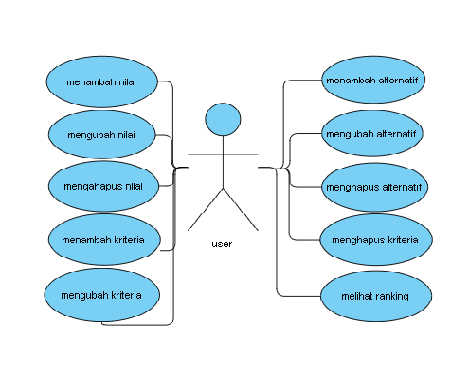 menambah nilai
menambah alternatif
mengubah nilai
mengubah alternatif
mengahapus nilai
menghapus alternatif
menambah kriteria
user
menghapus kriteria
mengubah kriteria
melihat ranking